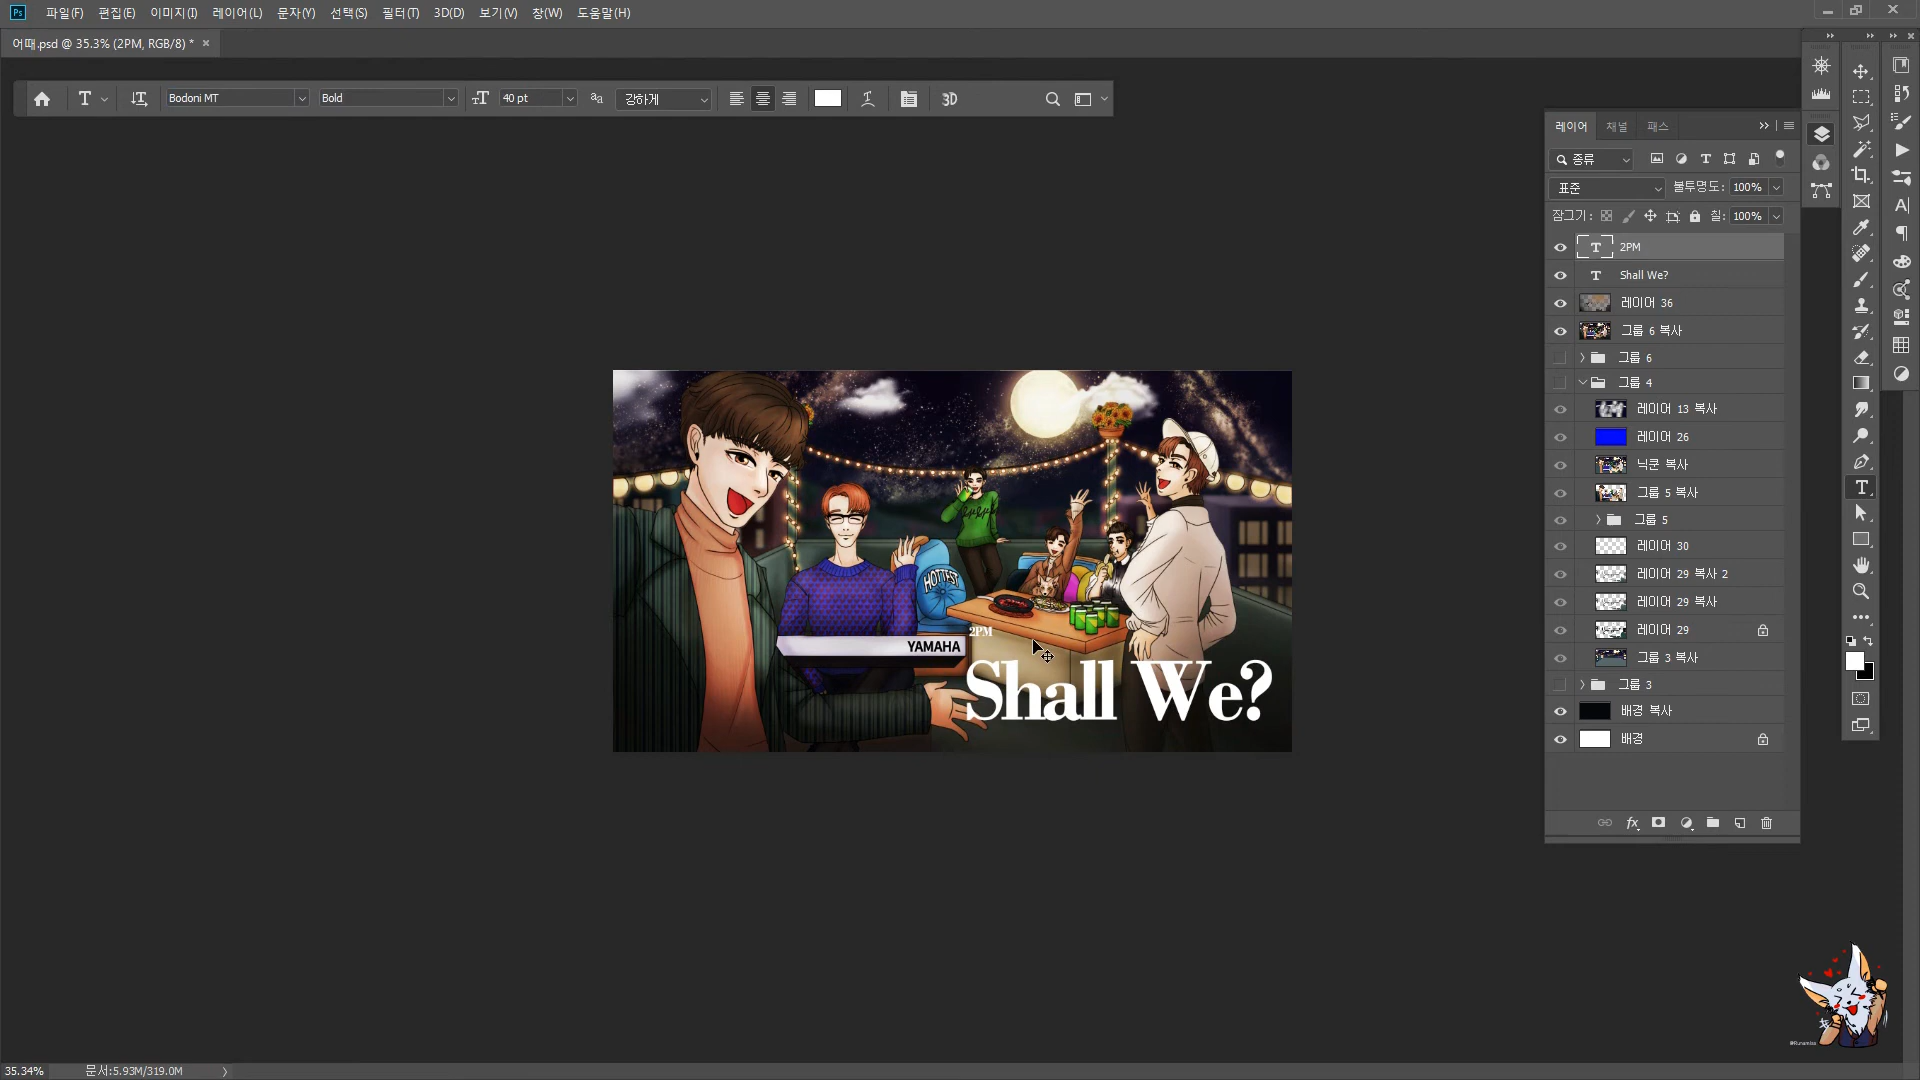 파일(F) 편집(E) 이미지(I) 레이어(L) 문자(Y) 선택(S) 필터(T) 3D(D) 보기(V) 창(W) 도움말(H)
어때.psd @ 35.3% (2PM, RGB/8) *
Bodoni MT Bold 40 pt 강하게 3D
레이어 채널 패스
종류
표준 불투명도: 100%
잠그기: 칠: 100%
2PM
Shall We?
레이어 36
그룹 6 복사
그룹 6
그룹 4
레이어 13 복사
레이어 26
닉쿤 복사
그룹 5 복사
그룹 5
레이어 30
레이어 29 복사 2
레이어 29 복사
레이어 29
그룹 3 복사
그룹 3
배경 복사
배경
HOTTEST
2PM
YAMAHA
Shall We?
35.34% 문서:5.93M/319.0M